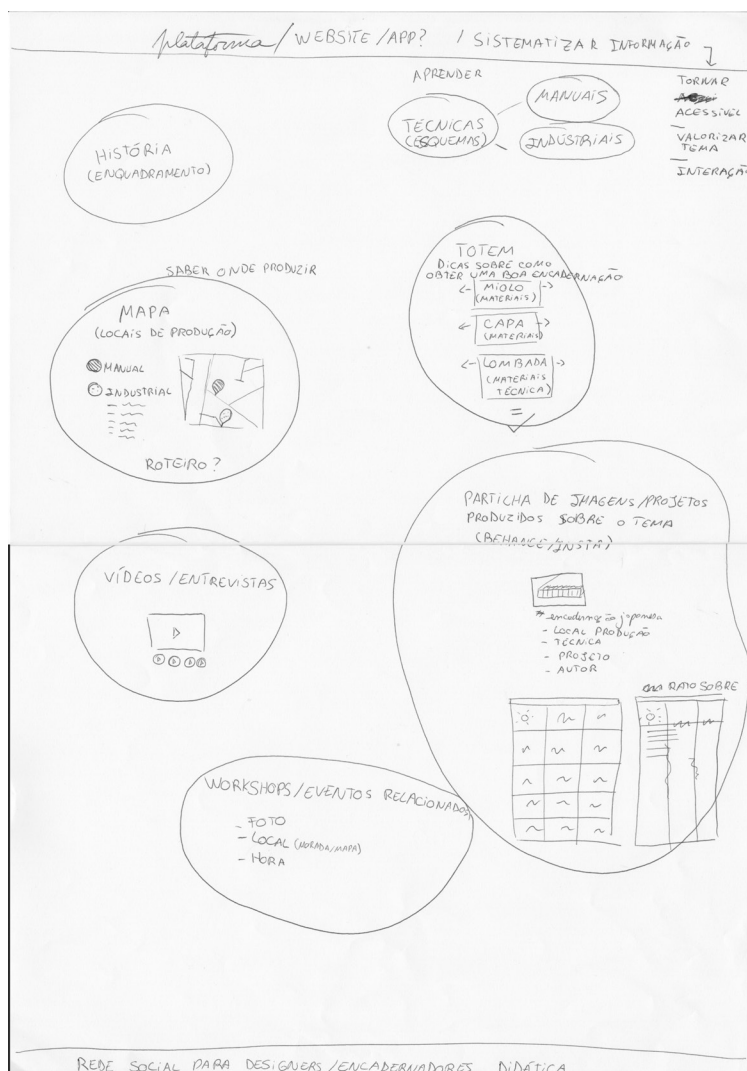 plataforma / WEBSITE / APP? / SISTEMATIZAR INFORMAÇÃO
TORNAR
ACESSÍVEL
VALORIZAR
TEMA
INTERAÇÃO
APRENDER
TÉCNICAS
(ESQUEMAS)
MANUAIS
INDÚSTRIAIS
HISTÓRIA
(ENQUADRAMENTO)
SABER ONDE PRODUZIR
MAPA
(LOCAIS DE PRODUÇÃO)
MANUAL
INDUSTRIAL
ROTEIRO?
TOTEM
DICAS SOBRE COMO
OBTER UMA BOA ENCADERNAÇÃO
MIOLO
(MATERIAIS)
CAPA
(MATERIAIS)
LOMBADA
(MATERIAIS
TÉCNICA)
=
PARTILHA DE IMAGENS/PROJETOS
PRODUZIDOS SOBRE O TEMA
(BEHANCE/INSTA)
* encadernação japonesa
- LOCAL PRODUÇÃO
- TÉCNICA
- PROJETO
- AUTOR
RATO SOBRE
VÍDEOS / ENTREVISTAS
WORKSHOPS/EVENTOS RELACIONADOS
- FOTO
- LOCAL (MORADA/MAPA)
- HORA
REDE SOCIAL PARA DESIGNERS / ENCADERNADORES DIDÁTICA